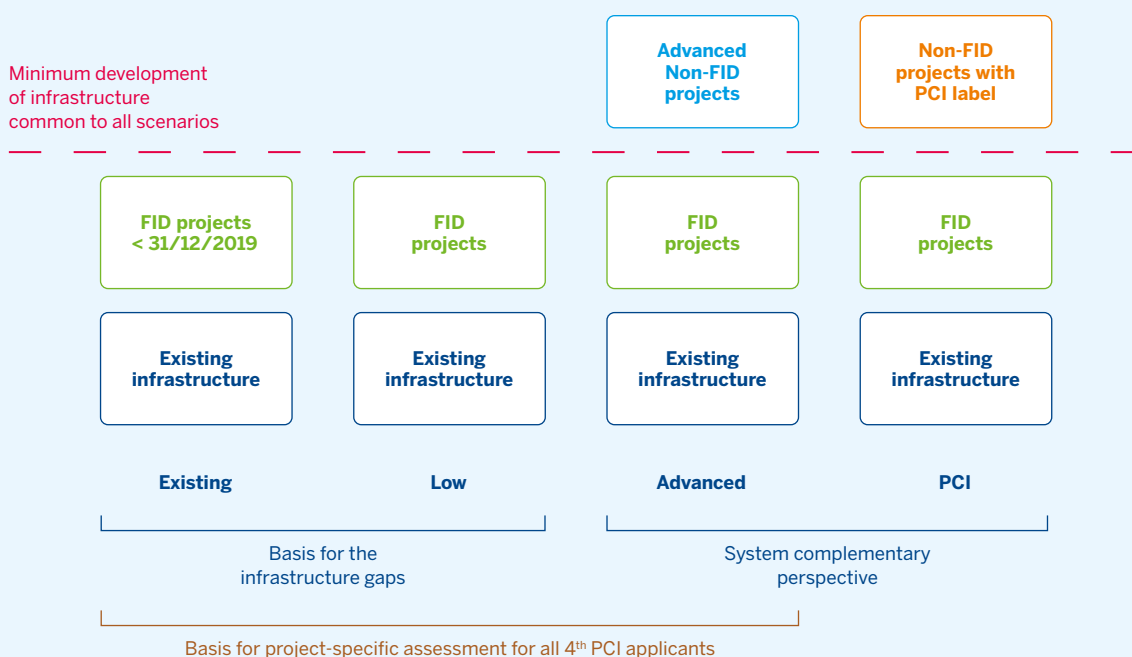 Minimum development
of infrastructure
common to all scenarios
Advanced
Non-FID
projects
Non-FID
projects with
PCI label
FID projects
< 31/12/2019
FID
projects
FID
projects
FID
projects
Existing
infrastructure
Existing
infrastructure
Existing
infrastructure
Existing
infrastructure
Existing
Low
Advanced
PCI
Basis for the
infrastructure gaps
System complementary
perspective
Basis for project-specific assessment for all 4th PCI applicants